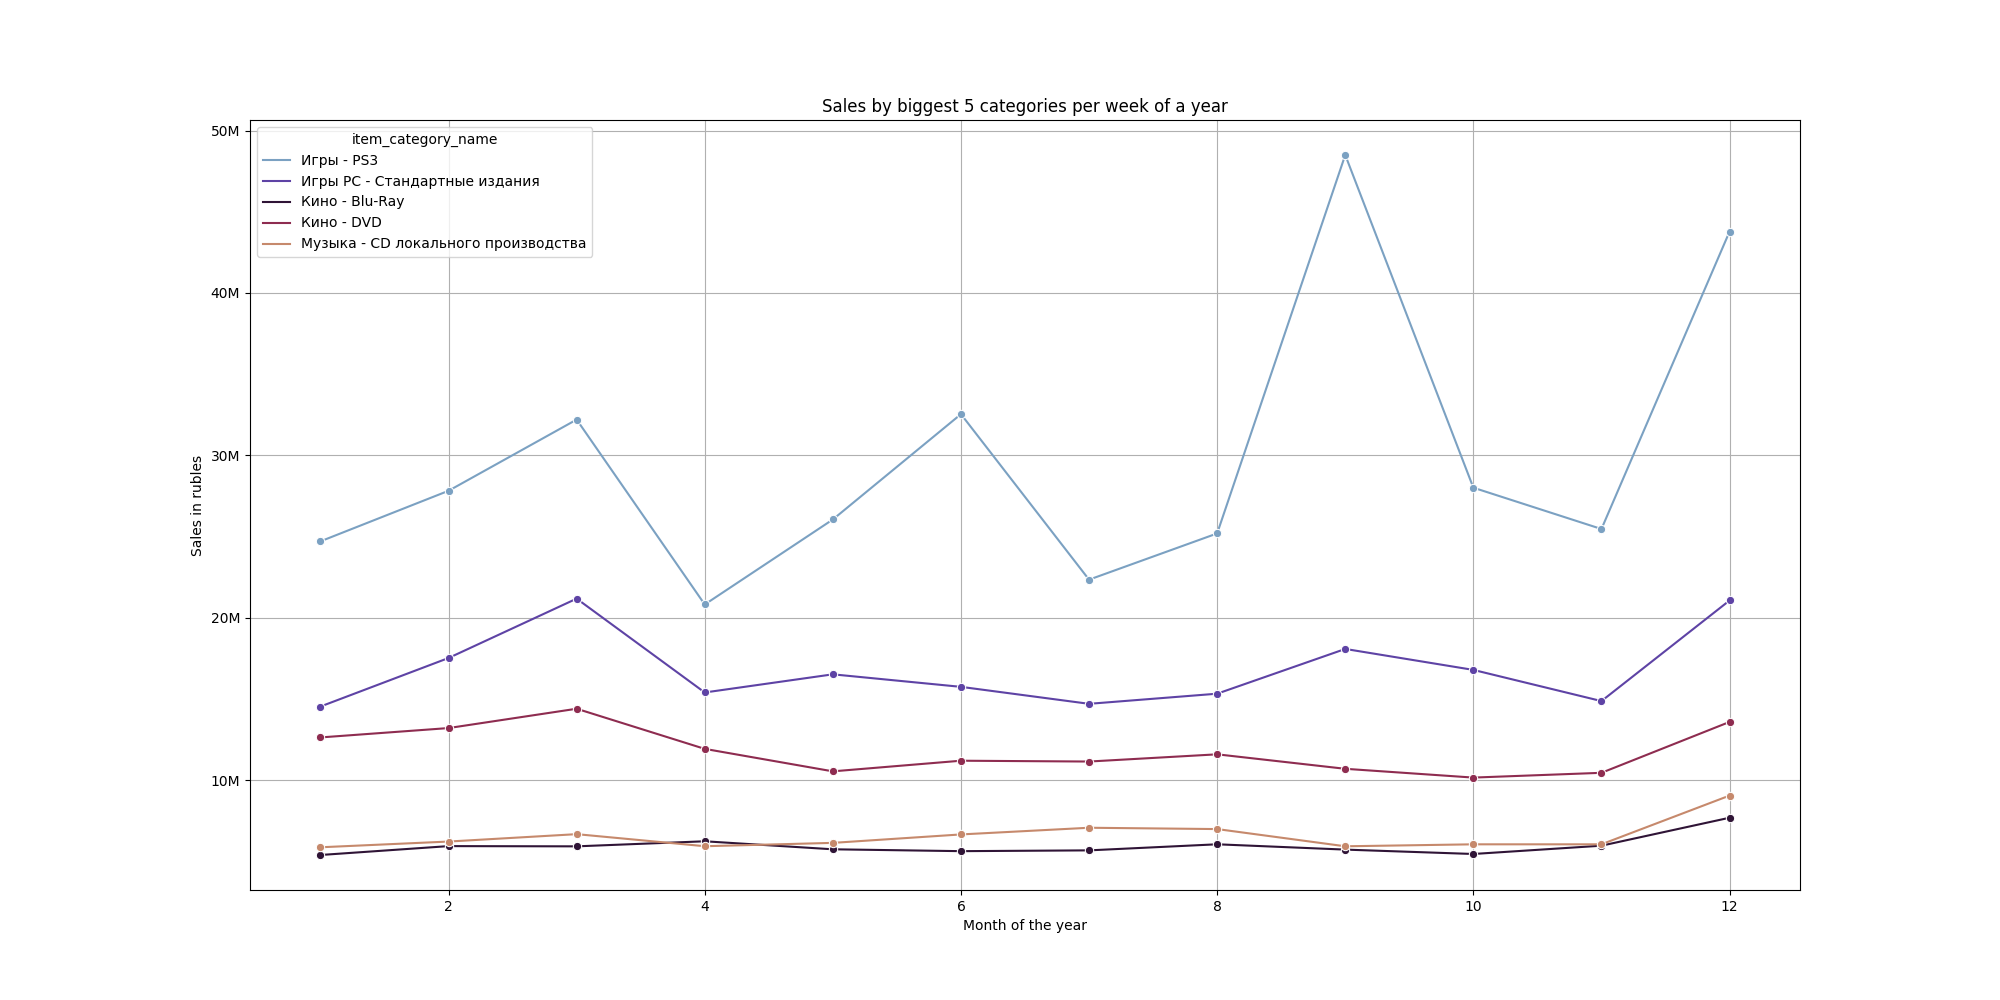 Sales by biggest 5 categories per week of a year
item_category_name
Игры - PS3
Игры PC - Стандартные издания
Кино - Blu-Ray
Кино - DVD
Музыка - CD локального производства
50M
40M
30M
20M
10M
Sales in rubles
2 4 6 8 10 12
Month of the year